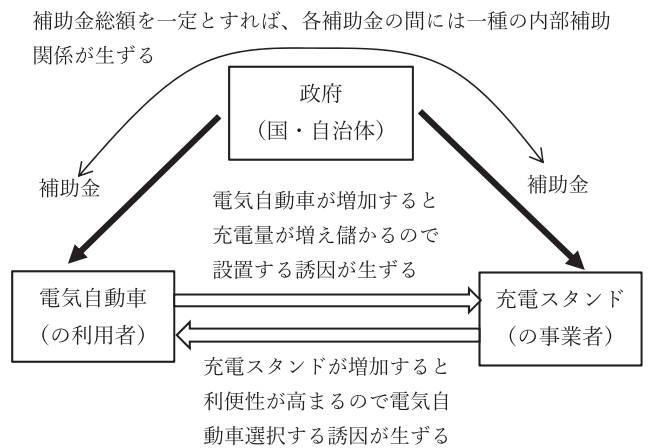 補助金総額を一定とすれば、各補助金の間には一種の内部補助
関係が生ずる
政府
（国・自治体）
補助金
補助金
電気自動車が増加すると
充電量が増え儲かるので
設置する誘因が生ずる
電気自動車
（の利用者）
充電スタンド
（の事業者）
充電スタンドが増加すると
利便性が高まるので電気自
動車選択する誘因が生ずる